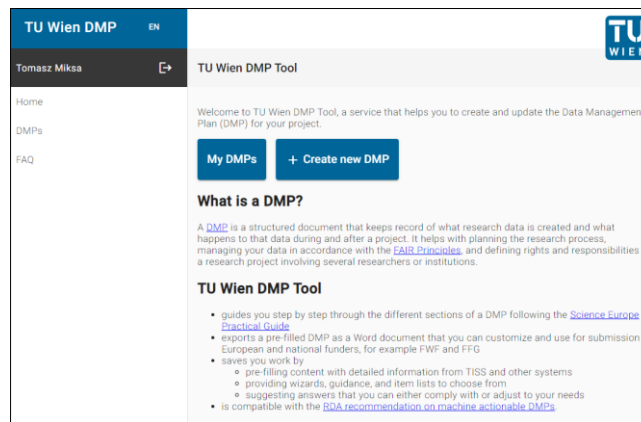 TU Wien DMP EN
TU
WIEN
Tomasz Miksa
TU Wien DMP Tool
Home
DMPs
FAQ
Welcome to TU Wien DMP Tool, a service that helps you to create and update the Data Management
Plan (DMP) for your project.
My DMPs
+ Create new DMP
What is a DMP?
A DMP is a structured document that keeps record of what research data is created and what
happens to that data during and after a project. It helps with planning the research process,
managing your data in accordance with the FAIR Principles, and defining rights and responsibilities
a research project involving several researchers or institutions.
TU Wien DMP Tool
• guides you step by step through the different sections of a DMP following the Science Europe
Practical Guide
• exports a pre-filled DMP as a Word document that you can customize and use for submission
European and national funders, for example FWF and FFG
• saves you work by
○ pre-filling content with detailed information from TISS and other systems
○ providing wizards, guidance, and item lists to choose from
○ suggesting answers that you can either comply with or adjust to your needs
• is compatible with the RDA recommendation on machine actionable DMPs.